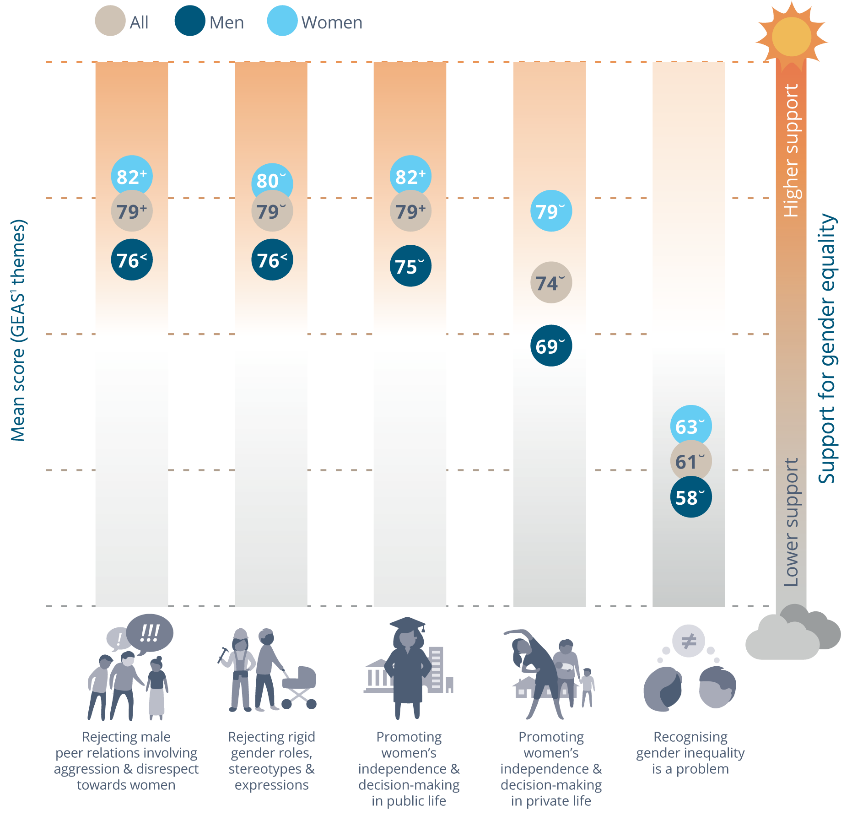 All
Men
Women
Higher support
Lower support
Support for gender equality
Mean score (GEAS¹ themes)
82⁺
79⁺
76<
80˘
79˘
76<
82⁺
79⁺
75˘
79˘
74˘
69˘
63˘
61˘
58˘
!
!!!
≠
Rejecting male
peer relations involving
aggression & disrespect
towards women
Rejecting rigid
gender roles,
stereotypes &
expressions
Promoting
women's
independence &
decision-making
in public life
Promoting
women's
independence &
decision-making
in private life
Recognising
gender inequality
is a problem